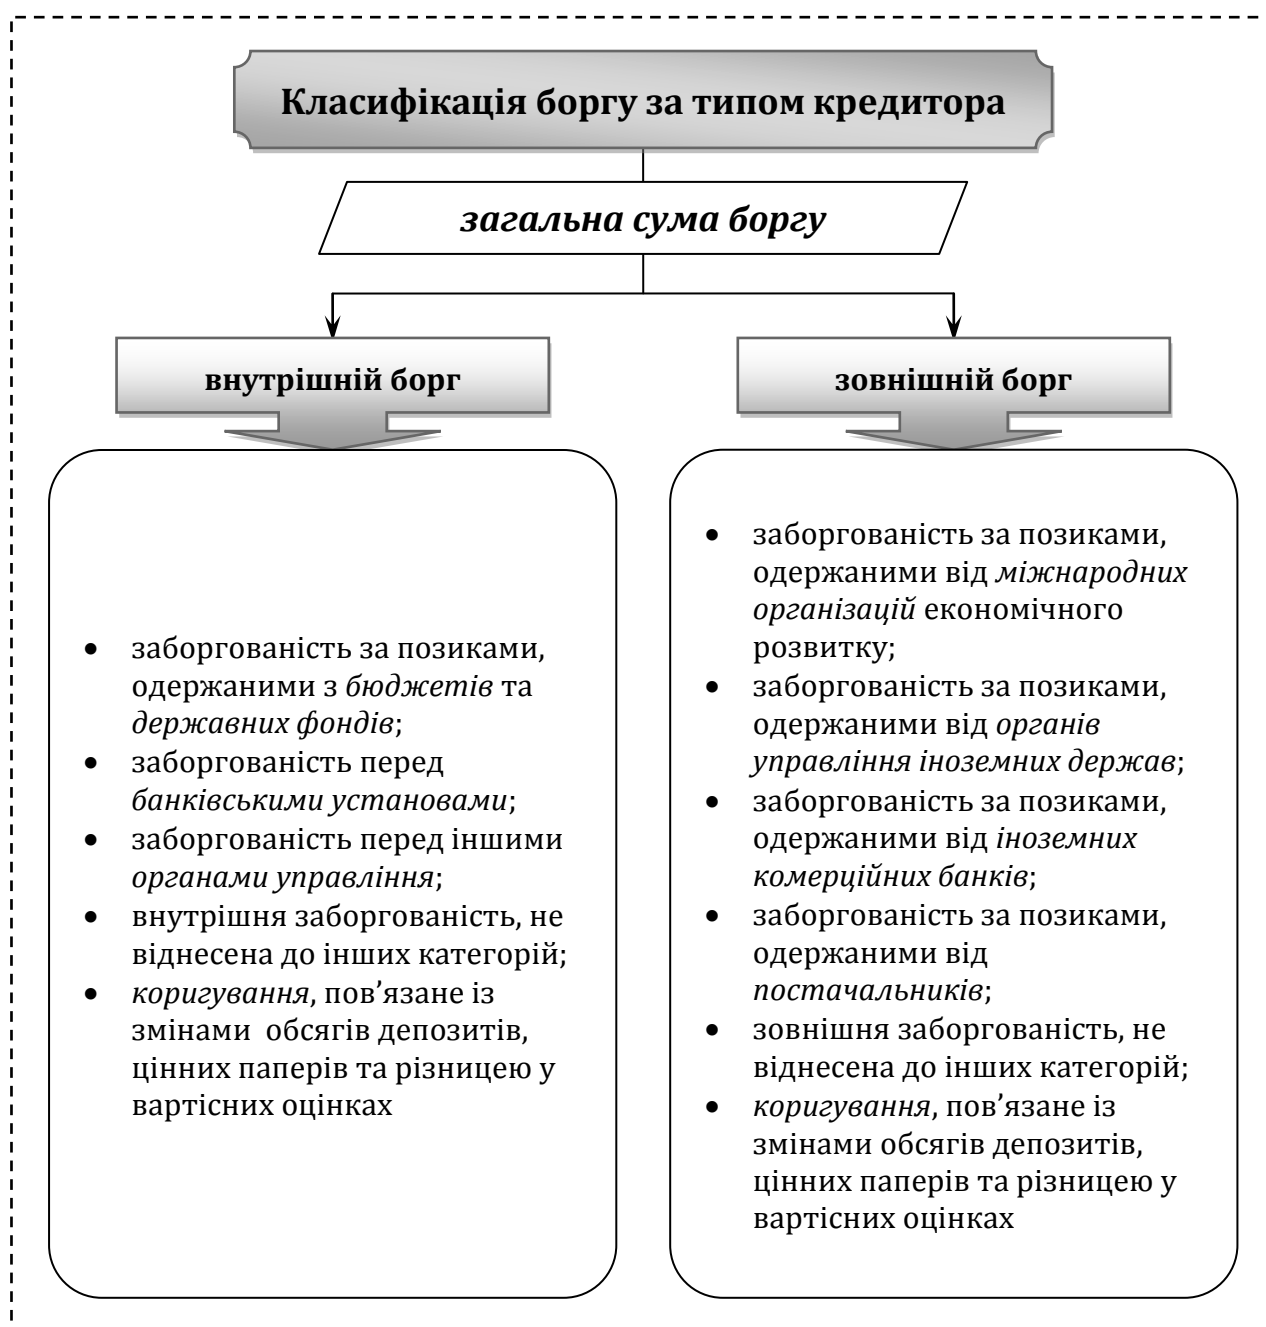 Класифікація боргу за типом кредитора
загальна сума боргу
внутрішній борг
• заборгованість за позиками,
одержаними з бюджетів та
державних фондів;
• заборгованість перед
банківськими установами;
• заборгованість перед іншими
органами управління;
• внутрішня заборгованість, не
віднесена до інших категорій;
• коригування, пов’язане із
змінами  обсягів депозитів,
цінних паперів та різницею у
вартісних оцінках
зовнішній борг
• заборгованість за позиками,
одержаними від міжнародних
організацій економічного
розвитку;
• заборгованість за позиками,
одержаними від органів
управління іноземних держав;
• заборгованість за позиками,
одержаними від іноземних
комерційних банків;
• заборгованість за позиками,
одержаними від
постачальників;
• зовнішня заборгованість, не
віднесена до інших категорій;
• коригування, пов’язане із
змінами обсягів депозитів,
цінних паперів та різницею у
вартісних оцінках